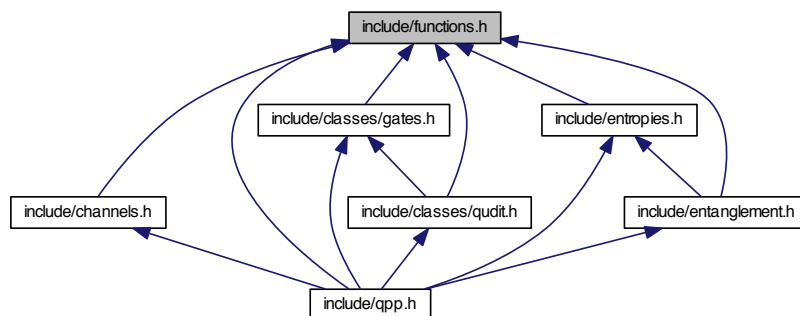 include/functions.h
include/classes/gates.h
include/entropies.h
include/channels.h
include/classes/qudit.h
include/entanglement.h
include/qpp.h